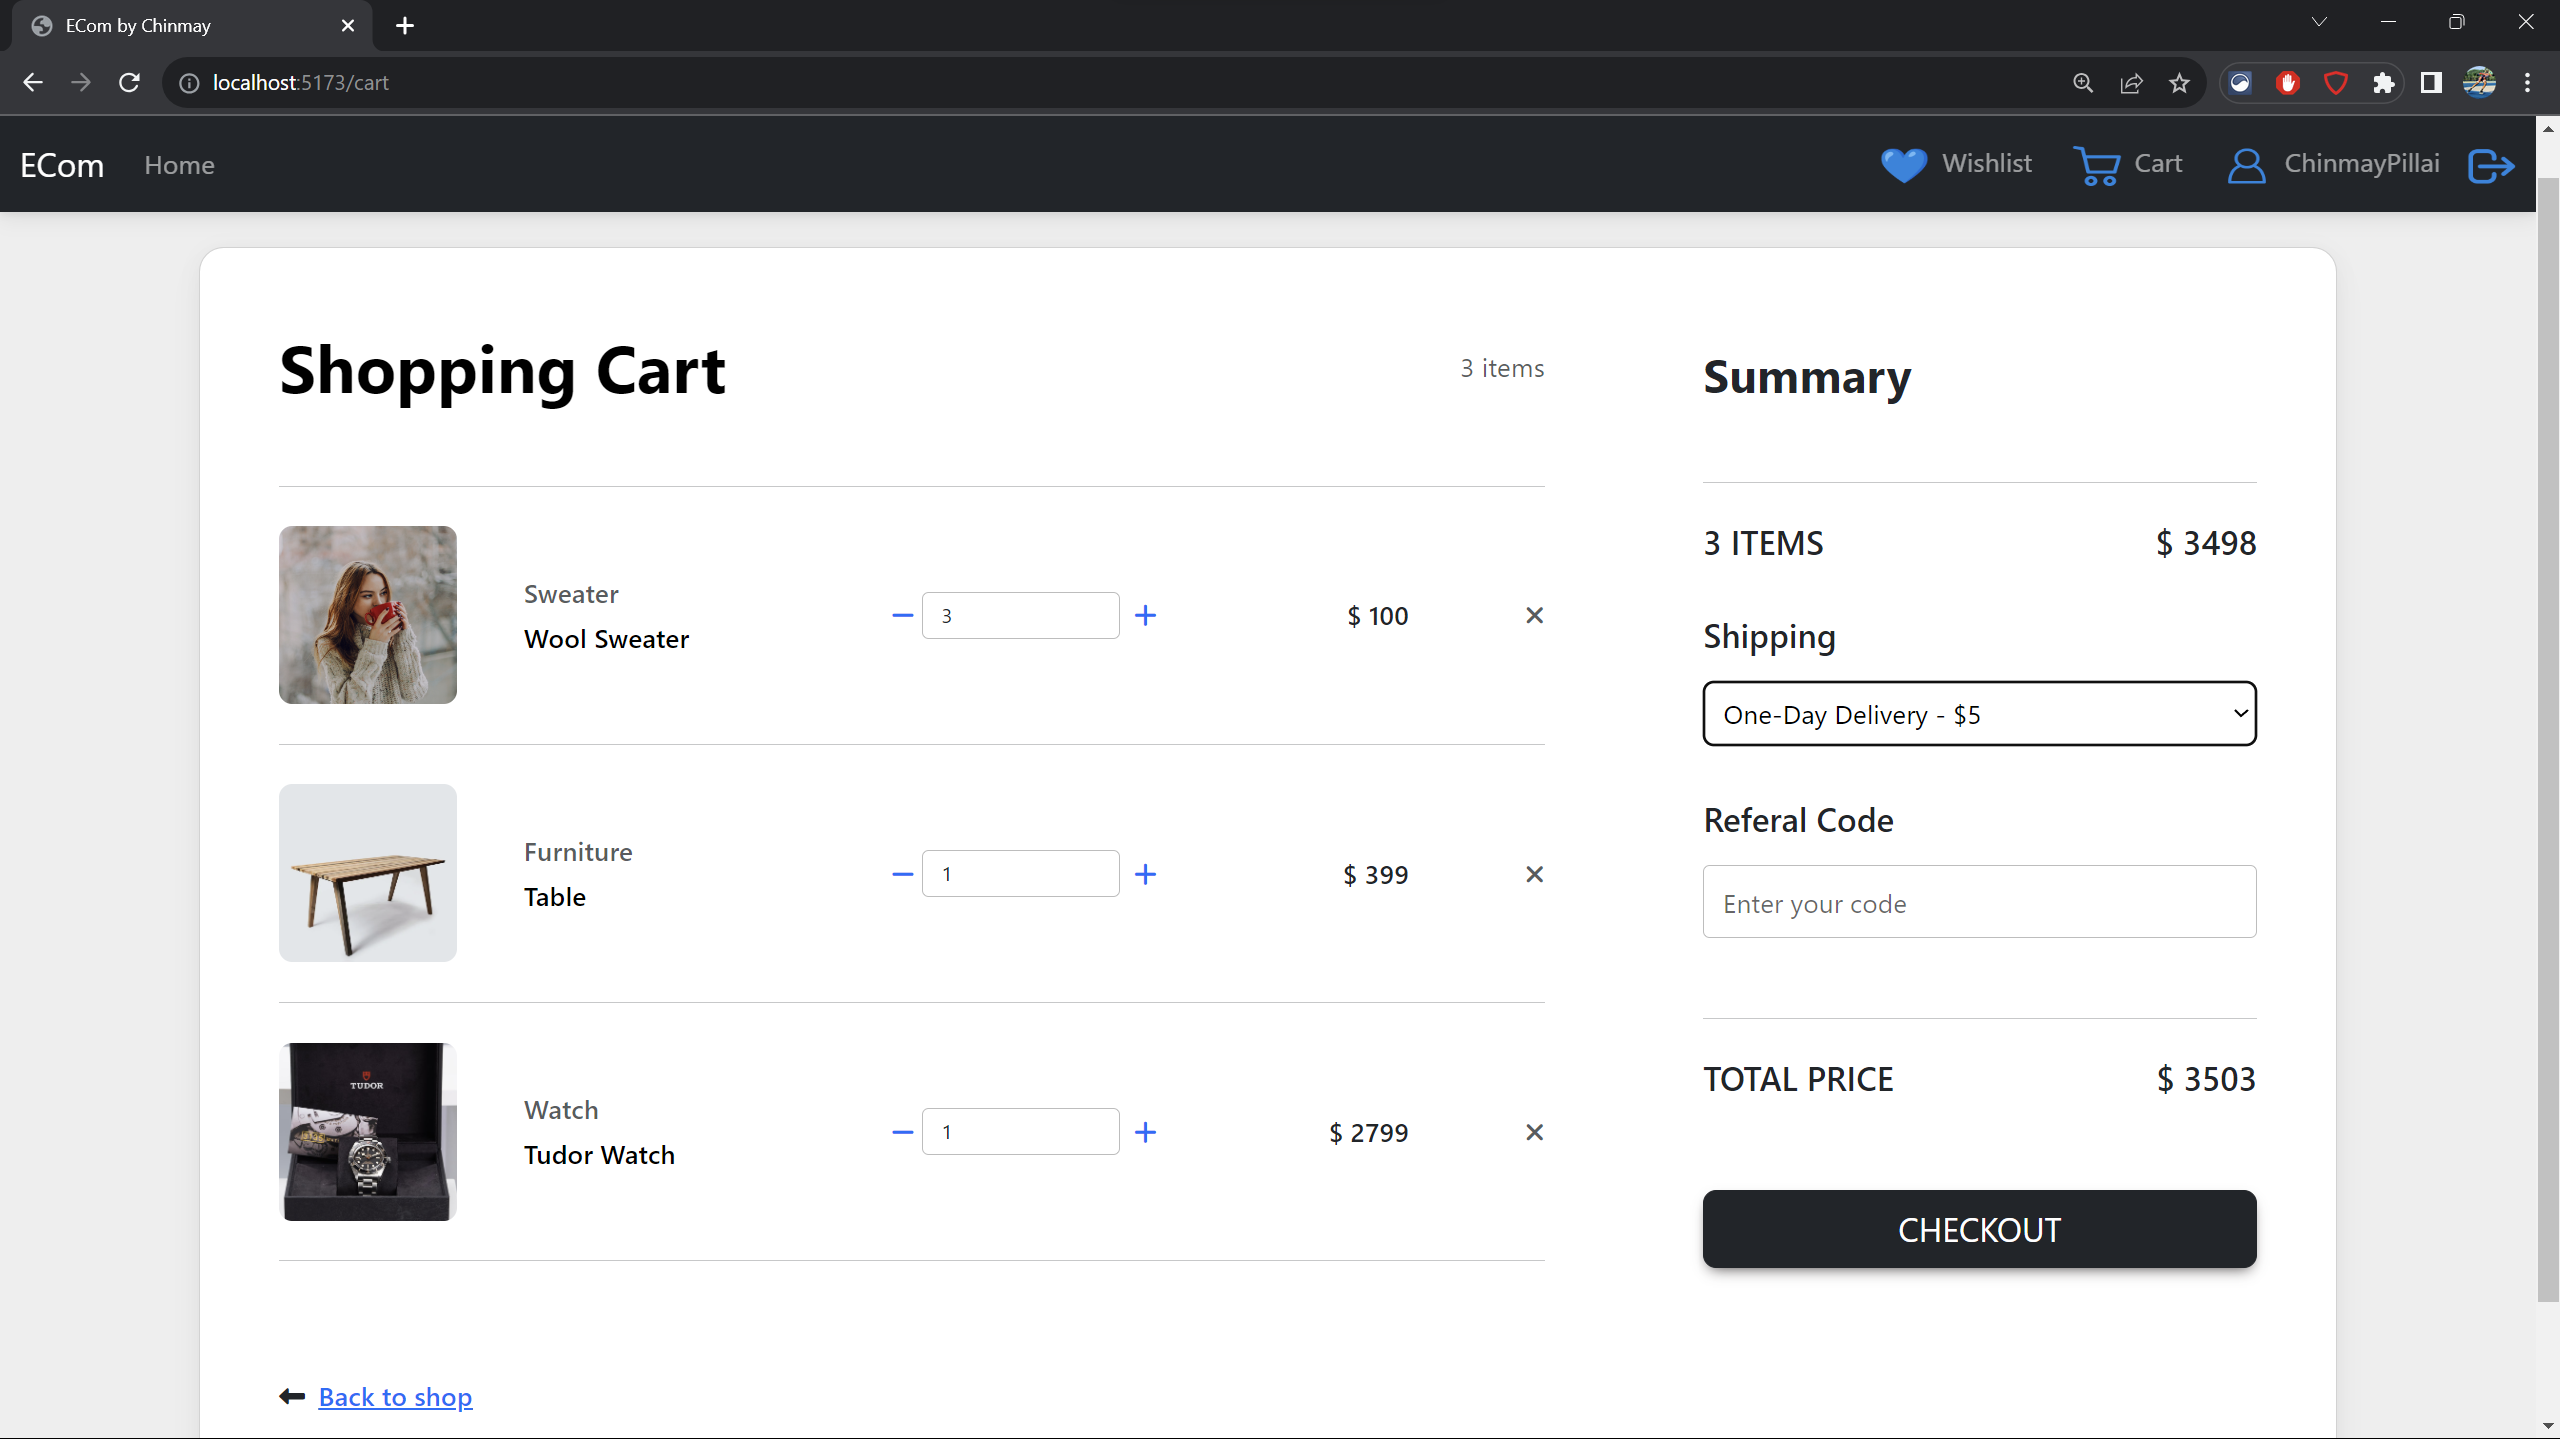 ECom by Chinmay
localhost:5173/cart
ECom Home Wishlist Cart ChinmayPillai
Shopping Cart
3 items
Sweater
Wool Sweater
3
$ 100
Furniture
Table
1
$ 399
TUDOR
Watch
Tudor Watch
1
$ 2799
Back to shop
Summary
3 ITEMS $ 3498
Shipping
One-Day Delivery - $5
Referal Code
Enter your code
TOTAL PRICE $ 3503
CHECKOUT